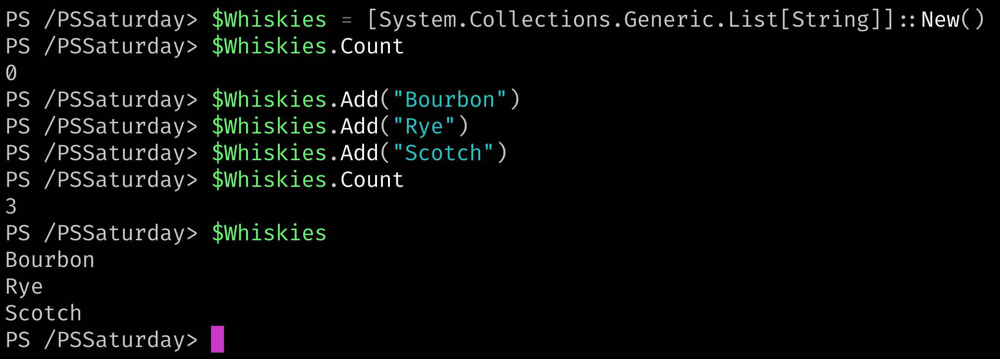 PS /PSSaturday> $Whiskies = [System.Collections.Generic.List[String]]::New()
PS /PSSaturday> $Whiskies.Count
0
PS /PSSaturday> $Whiskies.Add("Bourbon")
PS /PSSaturday> $Whiskies.Add("Rye")
PS /PSSaturday> $Whiskies.Add("Scotch")
PS /PSSaturday> $Whiskies.Count
3
PS /PSSaturday> $Whiskies
Bourbon
Rye
Scotch
PS /PSSaturday>